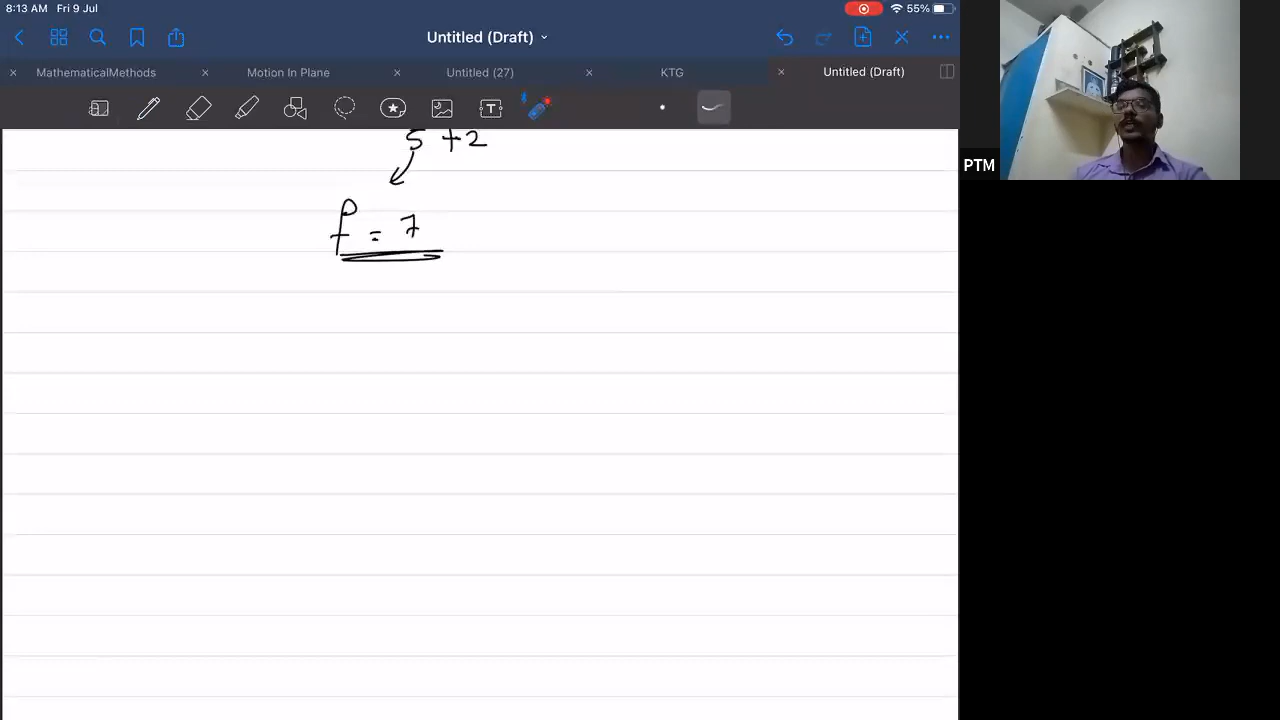 8:13 AM Fri 9 Jul
55%
Untitled (Draft)
MathematicalMethods
Motion In Plane
Untitled (27)
KTG
Untitled (Draft)
T
5 + 2
f = 7
PTM